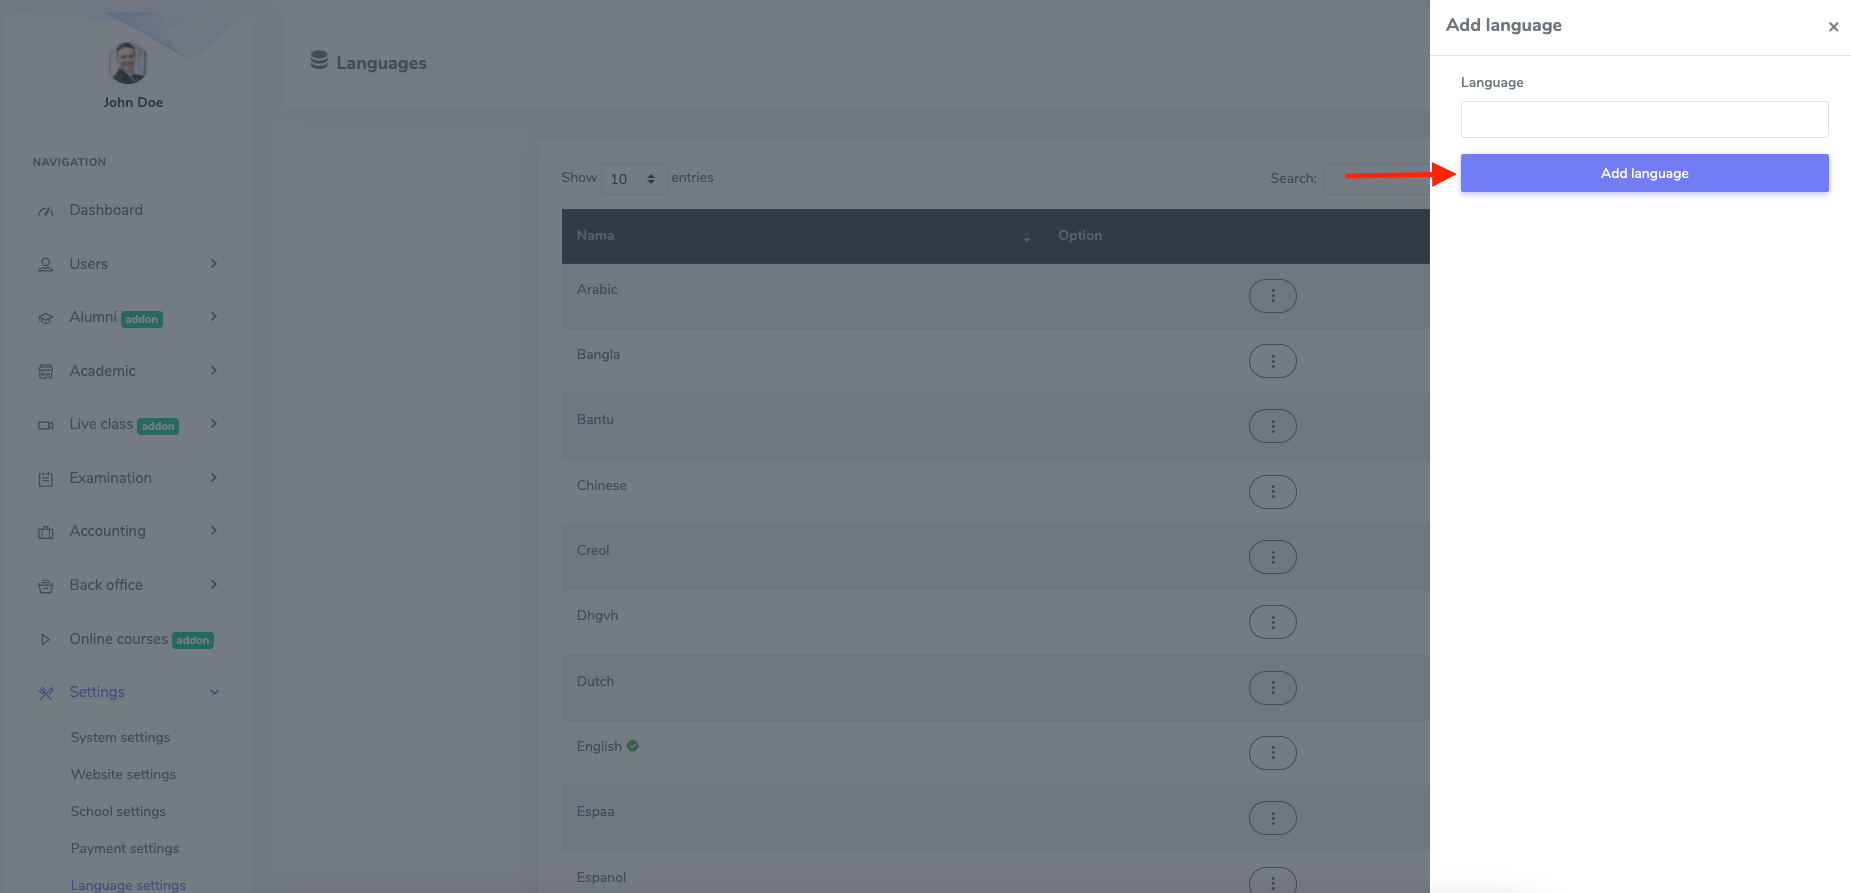 John Doe
NAVIGATION
Dashboard
Users
Alumni addon
Academic
Live class addon
Examination
Accounting
Back office
Online courses addon
Settings
System settings
Website settings
School settings
Payment settings
Language settings
Languages
Show 10 entries
Search:
Nama Option
Arabic
Bangla
Bantu
Chinese
Creol
Dhgvh
Dutch
English
Espaa
Espanol
Add language ×
Language
Add language